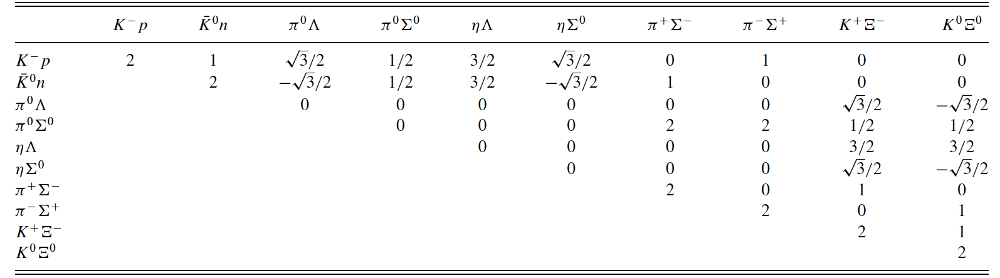 K⁻p K̄⁰n π⁰Λ π⁰Σ⁰ ηΛ ηΣ⁰ π⁺Σ⁻ π⁻Σ⁺ K⁺Ξ⁻ K⁰Ξ⁰
K⁻p 2 1 √3/2 1/2 3/2 √3/2 0 1 0 0
K̄⁰n 2 −√3/2 1/2 3/2 −√3/2 1 0 0 0
π⁰Λ 0 0 0 0 0 0 √3/2 −√3/2
π⁰Σ⁰ 0 0 0 2 2 1/2 1/2
ηΛ 0 0 0 0 3/2 3/2
ηΣ⁰ 0 0 0 √3/2 −√3/2
π⁺Σ⁻ 2 0 1 0
π⁻Σ⁺ 2 0 1
K⁺Ξ⁻ 2 1
K⁰Ξ⁰ 2